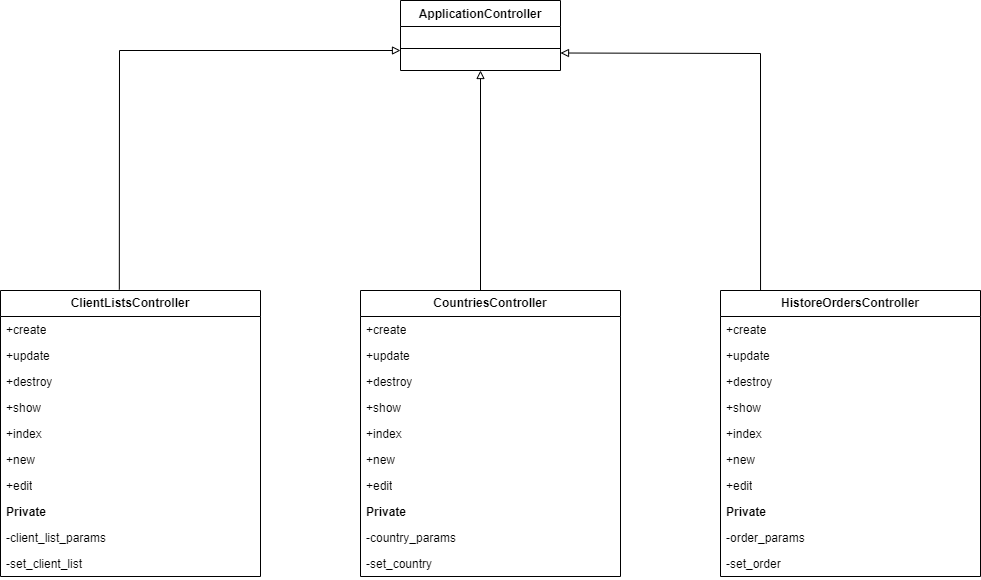 ApplicationController
ClientListsController
+create
+update
+destroy
+show
+index
+new
+edit
Private
-client_list_params
-set_client_list
CountriesController
+create
+update
+destroy
+show
+index
+new
+edit
Private
-country_params
-set_country
HistoreOrdersController
+create
+update
+destroy
+show
+index
+new
+edit
Private
-order_params
-set_order